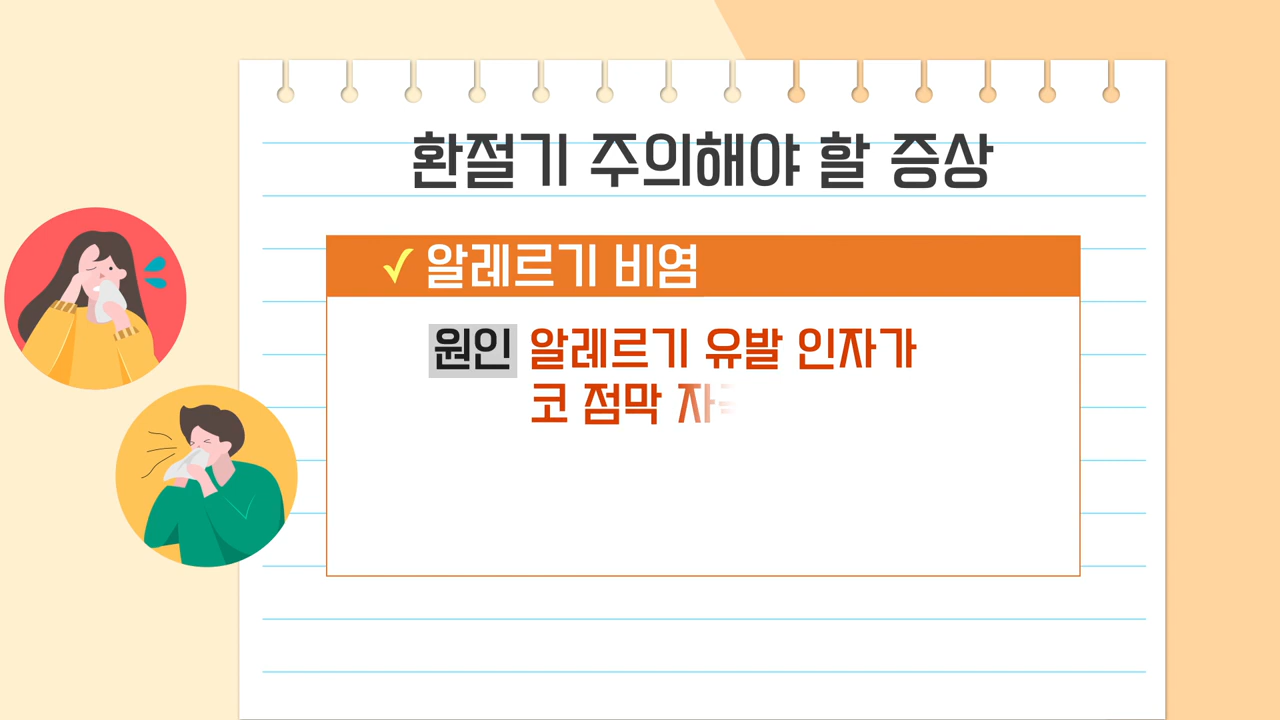 환절기 주의해야 할 증상
✓ 알레르기 비염
원인 알레르기 유발 인자가
코 점막